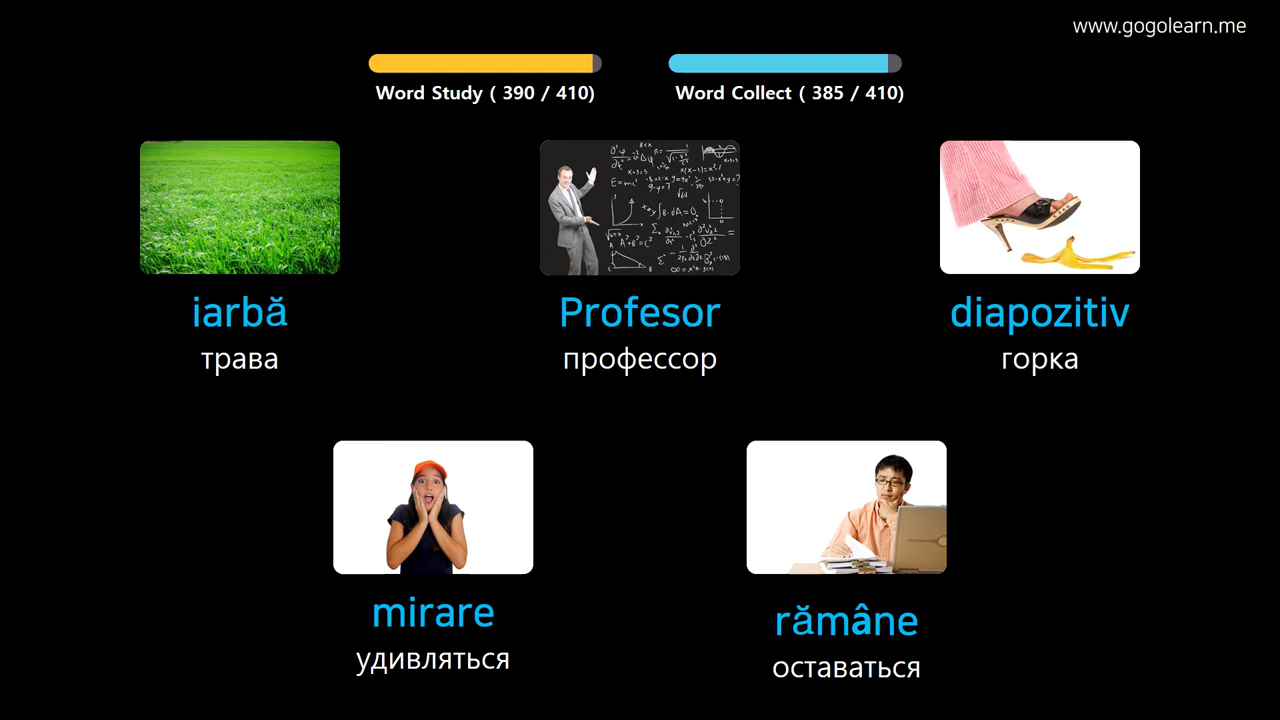 www.gogolearn.me
Word Study ( 390 / 410)
Word Collect ( 385 / 410)
iarbă
трава
Profesor
профессор
diapozitiv
горка
mirare
удивляться
rămâne
оставаться